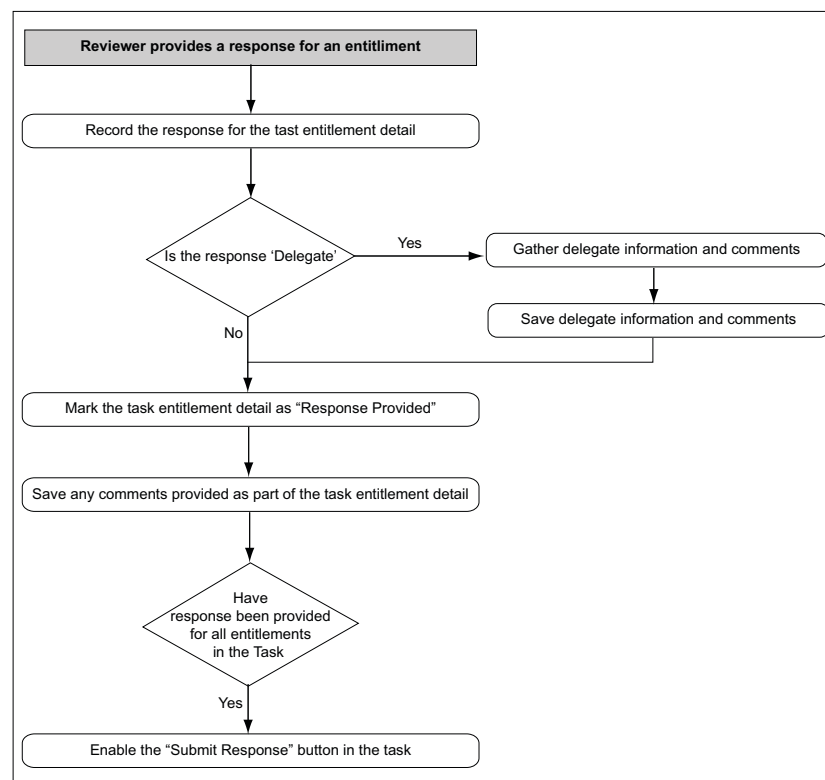 Reviewer provides a response for an entitliment
Record the response for the tast entitlement detail
Is the response ‘Delegate’
Yes
Gather delegate information and comments
Save delegate information and comments
No
Mark the task entitlement detail as “Response Provided”
Save any comments provided as part of the task entitlement detail
Have
response been provided
for all entitlements
in the Task
Yes
Enable the “Submit Response” button in the task